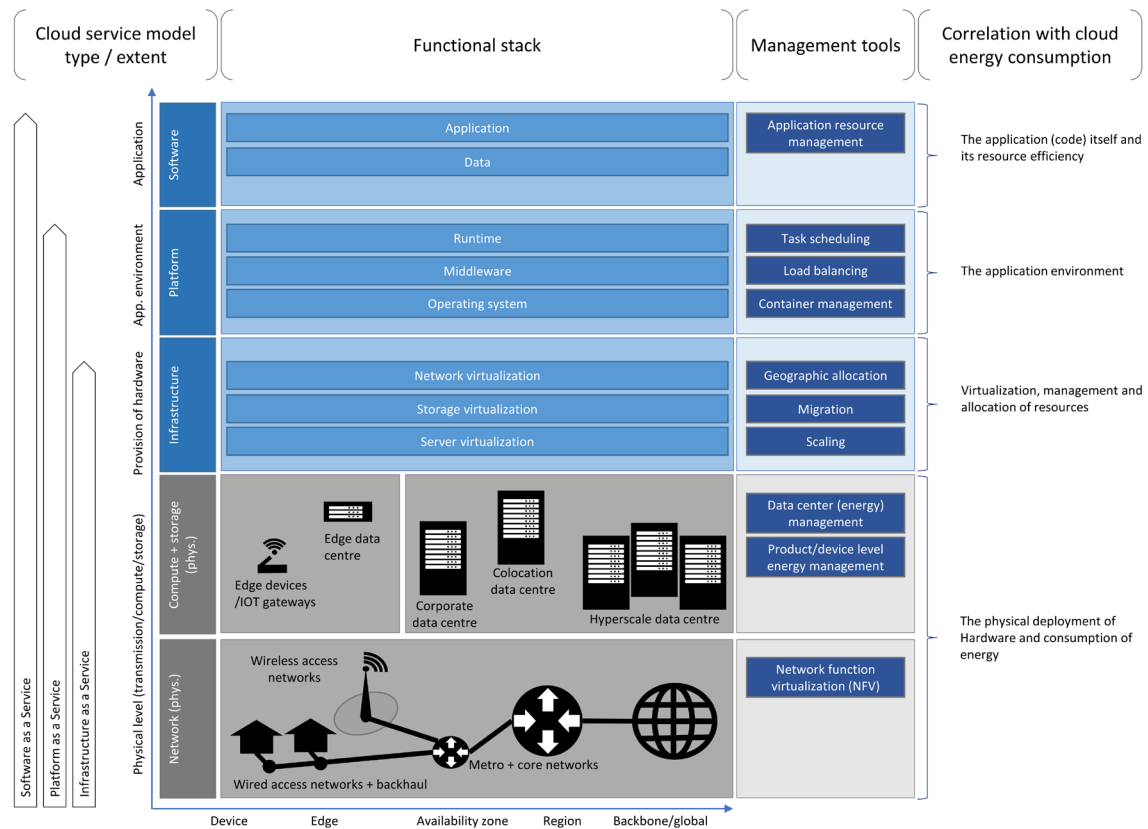 Cloud service model
type / extent
Functional stack
Management tools
Correlation with cloud
energy consumption
Software as a Service
Platform as a Service
Infrastructure as a Service
Application
App. environment
Provision of hardware
Physical level (transmission/compute/storage)
Software
Application
Data
Application resource
management
The application (code) itself and
its resource efficiency
Platform
Runtime
Middleware
Operating system
Task scheduling
Load balancing
Container management
The application environment
Infrastructure
Network virtualization
Storage virtualization
Server virtualization
Geographic allocation
Migration
Scaling
Virtualization, management and
allocation of resources
Compute + storage
(phys.)
Edge data
centre
Edge devices
/IOT gateways
Corporate
data centre
Colocation
data centre
Hyperscale data centre
Data center (energy)
management
Product/device level
energy management
The physical deployment of
Hardware and consumption of
energy
Network (phys.)
Wireless access
networks
Wired access networks + backhaul
Metro + core networks
Network function
virtualization (NFV)
Device
Edge
Availability zone
Region
Backbone/global